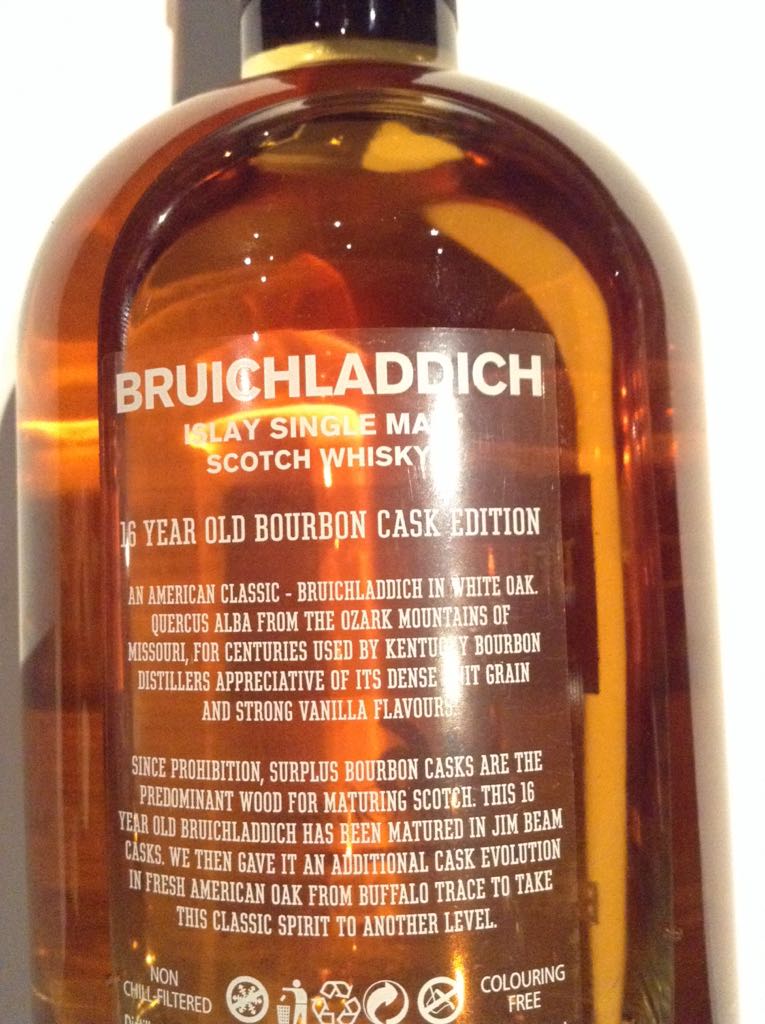 BRUICHLADDICH
ISLAY SINGLE MALT
SCOTCH WHISKY
16 YEAR OLD BOURBON CASK EDITION
AN AMERICAN CLASSIC - BRUICHLADDICH IN WHITE OAK.
QUERCUS ALBA FROM THE OZARK MOUNTAINS OF
MISSOURI, FOR CENTURIES USED BY KENTUCKY BOURBON
DISTILLERS APPRECIATIVE OF ITS DENSE KNIT GRAIN
AND STRONG VANILLA FLAVOURS.
SINCE PROHIBITION, SURPLUS BOURBON CASKS ARE THE
PREDOMINANT WOOD FOR MATURING SCOTCH. THIS 16
YEAR OLD BRUICHLADDICH HAS BEEN MATURED IN JIM BEAM
CASKS. WE THEN GAVE IT AN ADDITIONAL CASK EVOLUTION
IN FRESH AMERICAN OAK FROM BUFFALO TRACE TO TAKE
THIS CLASSIC SPIRIT TO ANOTHER LEVEL.
NON
CHILL-FILTERED
COLOURING
FREE